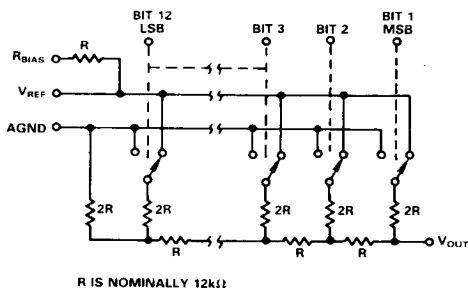 BIT 12
LSB
BIT 3
BIT 2
BIT 1
MSB
RBIAS
R
VREF
AGND
2R
2R
2R
2R
2R
R
R
R
VOUT
R IS NOMINALLY 12kΩ